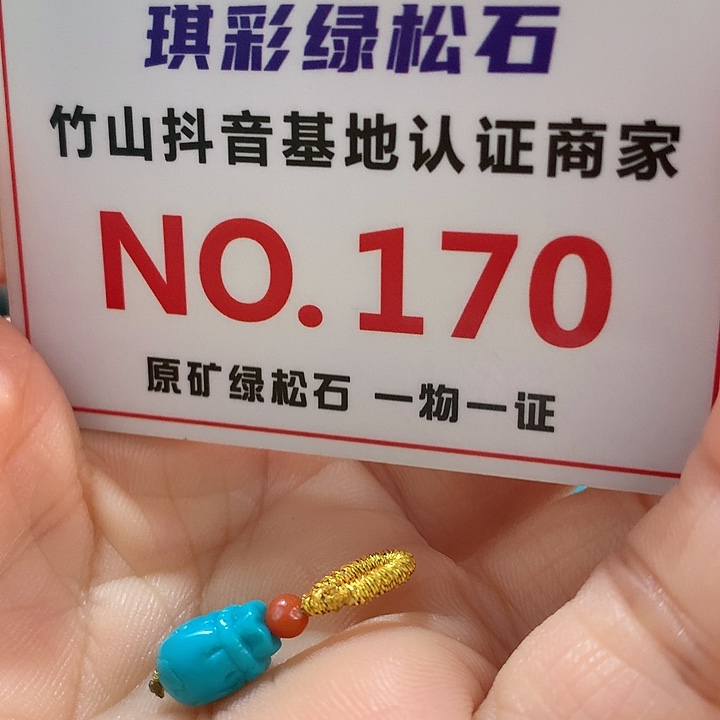 琪彩绿松石
竹山抖音基地认证商家
NO.170
原矿绿松石 一物一证